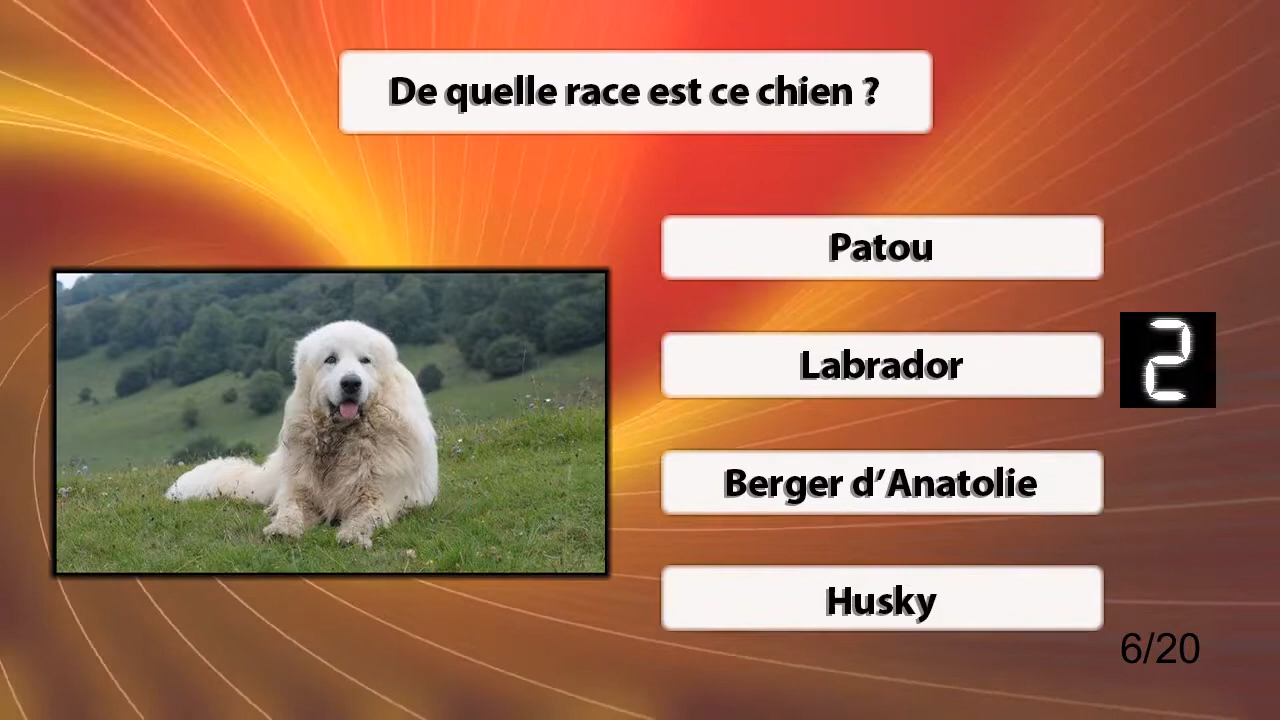 De quelle race est ce chien ?
Patou
Labrador
2
Berger d’Anatolie
Husky
6/20